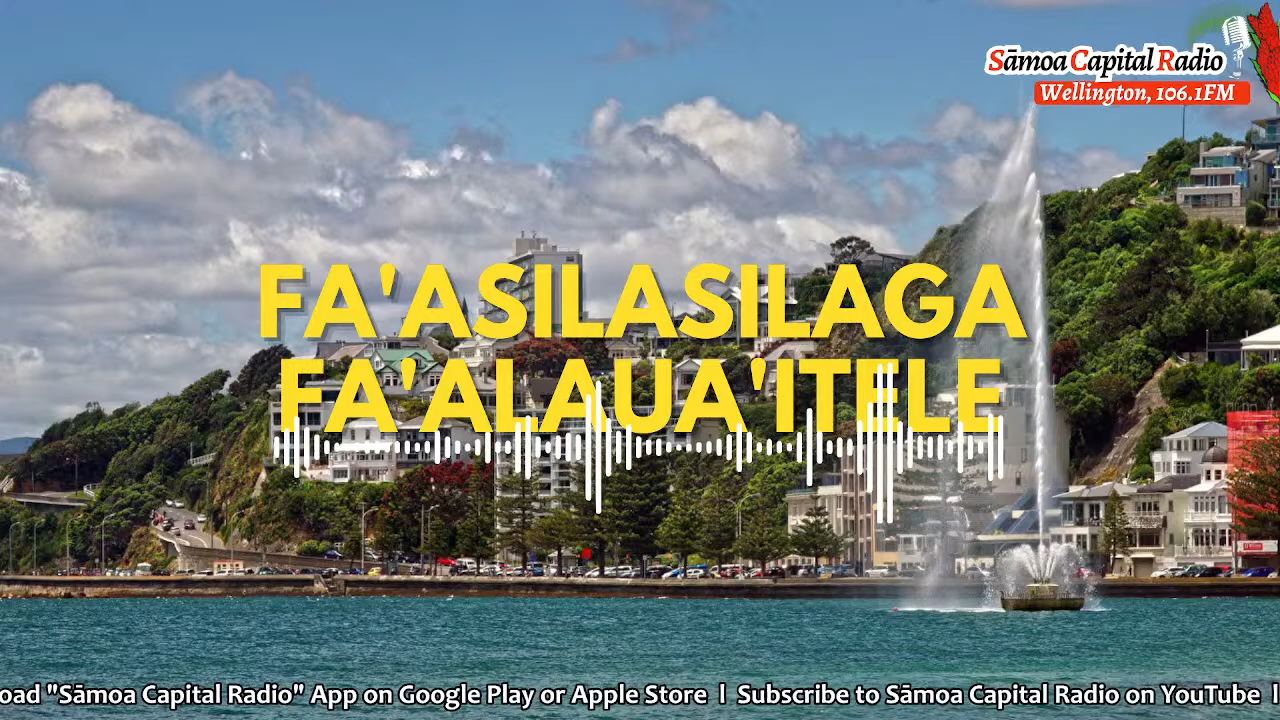 Sāmoa Capital Radio
Wellington, 106.1FM
FA'ASILASILAGA
FA'ALAUA'ITELE
oad "Sāmoa Capital Radio" App on Google Play or Apple Store l Subscribe to Sāmoa Capital Radio on YouTube l